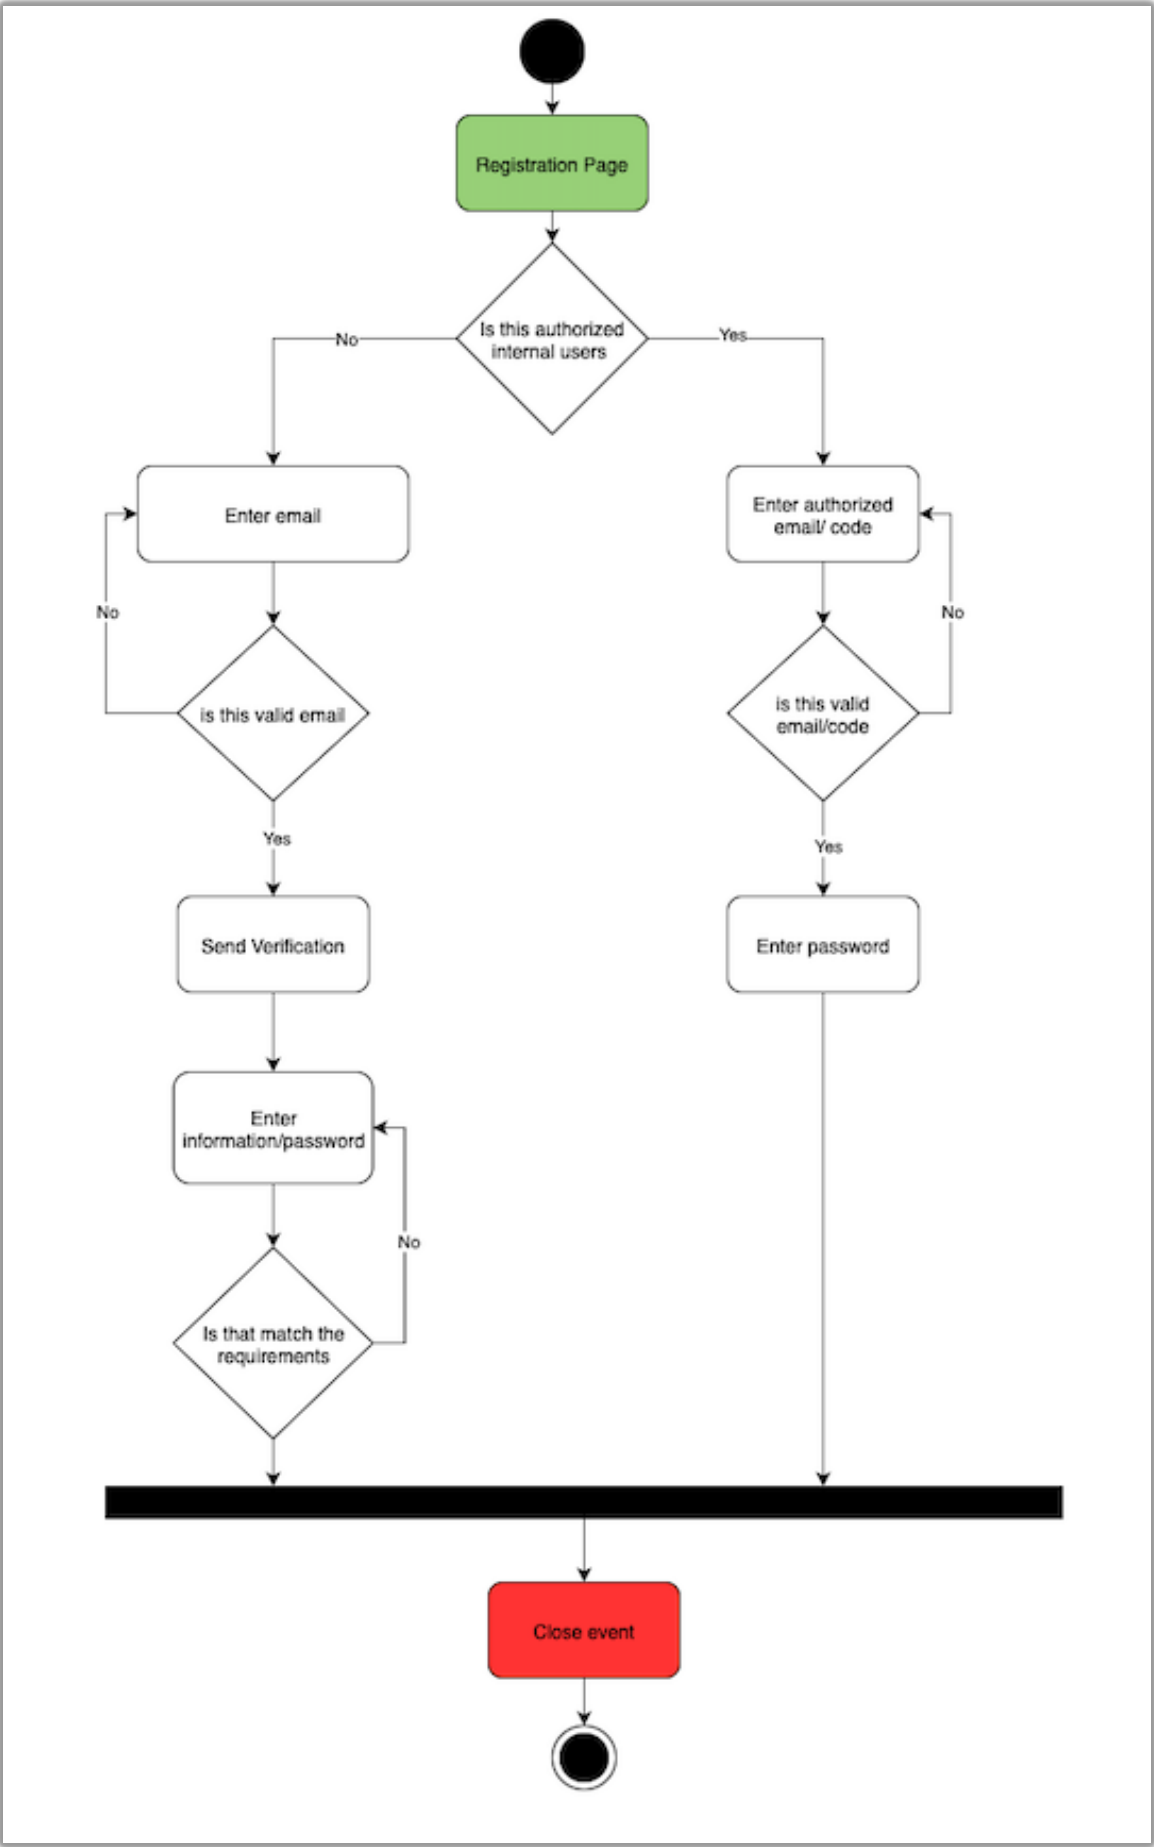 Registration Page
Is this authorized
internal users
No
Yes
Enter email
Enter authorized
email/ code
No
No
is this valid email
is this valid
email/code
Yes
Yes
Send Verification
Enter password
Enter
information/password
No
Is that match the
requirements
Close event